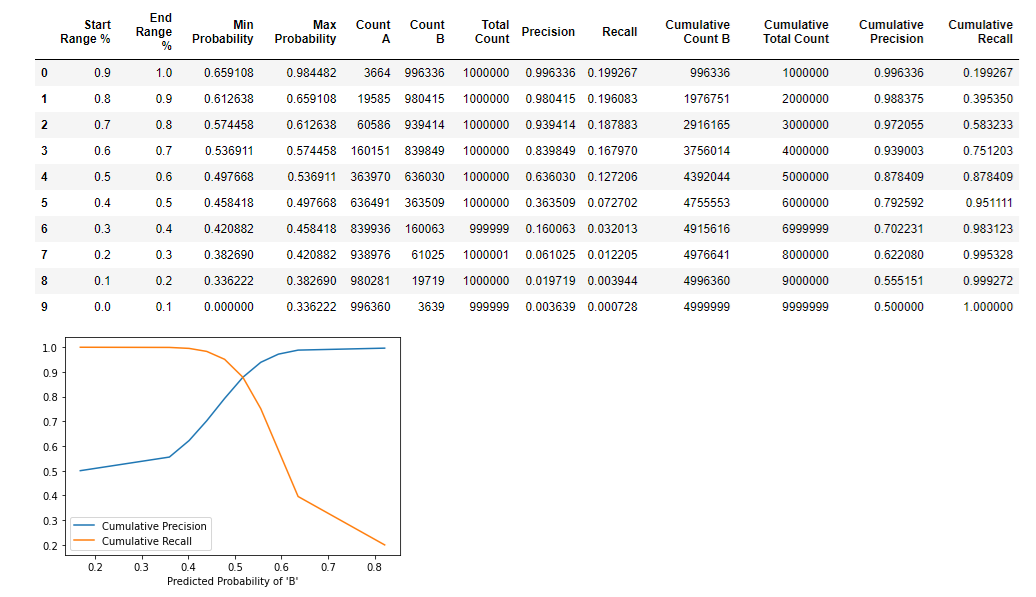 Start Range % End Range % Min Probability Max Probability Count A Count B Total Count Precision Recall Cumulative Count B Cumulative Total Count Cumulative Precision Cumulative Recall
0 0.9 1.0 0.659108 0.984482 3664 996336 1000000 0.996336 0.199267 996336 1000000 0.996336 0.199267
1 0.8 0.9 0.612638 0.659108 19585 980415 1000000 0.980415 0.196083 1976751 2000000 0.988375 0.395350
2 0.7 0.8 0.574458 0.612638 60586 939414 1000000 0.939414 0.187883 2916165 3000000 0.972055 0.583233
3 0.6 0.7 0.536911 0.574458 160151 839849 1000000 0.839849 0.167970 3756014 4000000 0.939003 0.751203
4 0.5 0.6 0.497668 0.536911 363970 636030 1000000 0.636030 0.127206 4392044 5000000 0.878409 0.878409
5 0.4 0.5 0.458418 0.497668 636491 363509 1000000 0.363509 0.072702 4755553 6000000 0.792592 0.951111
6 0.3 0.4 0.420882 0.458418 839936 160063 999999 0.160063 0.032013 4915616 6999999 0.702231 0.983123
7 0.2 0.3 0.382690 0.420882 938976 61025 1000001 0.061025 0.012205 4976641 8000000 0.622080 0.995328
8 0.1 0.2 0.336222 0.382690 980281 19719 1000000 0.019719 0.003944 4996360 9000000 0.555151 0.999272
9 0.0 0.1 0.000000 0.336222 996360 3639 999999 0.003639 0.000728 4999999 9999999 0.500000 1.000000
1.0
0.9
0.8
0.7
0.6
0.5
0.4
0.3
0.2
Cumulative Precision
Cumulative Recall
0.2 0.3 0.4 0.5 0.6 0.7 0.8
Predicted Probability of 'B'